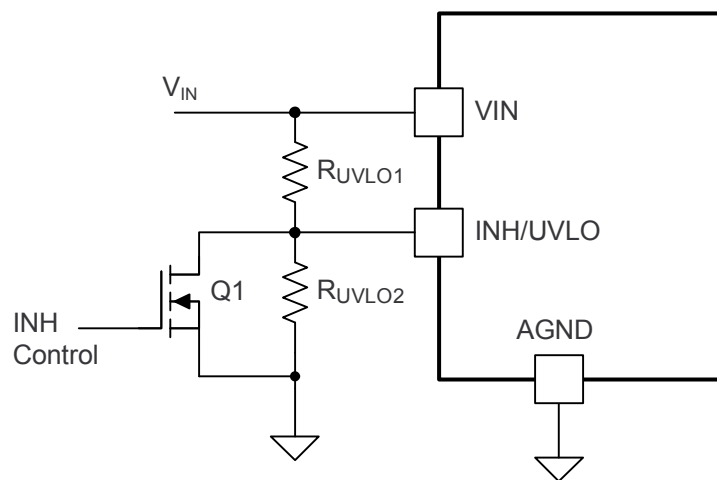 VIN
VIN
RUVLO1
INH/UVLO
Q1
RUVLO2
INH
Control
AGND